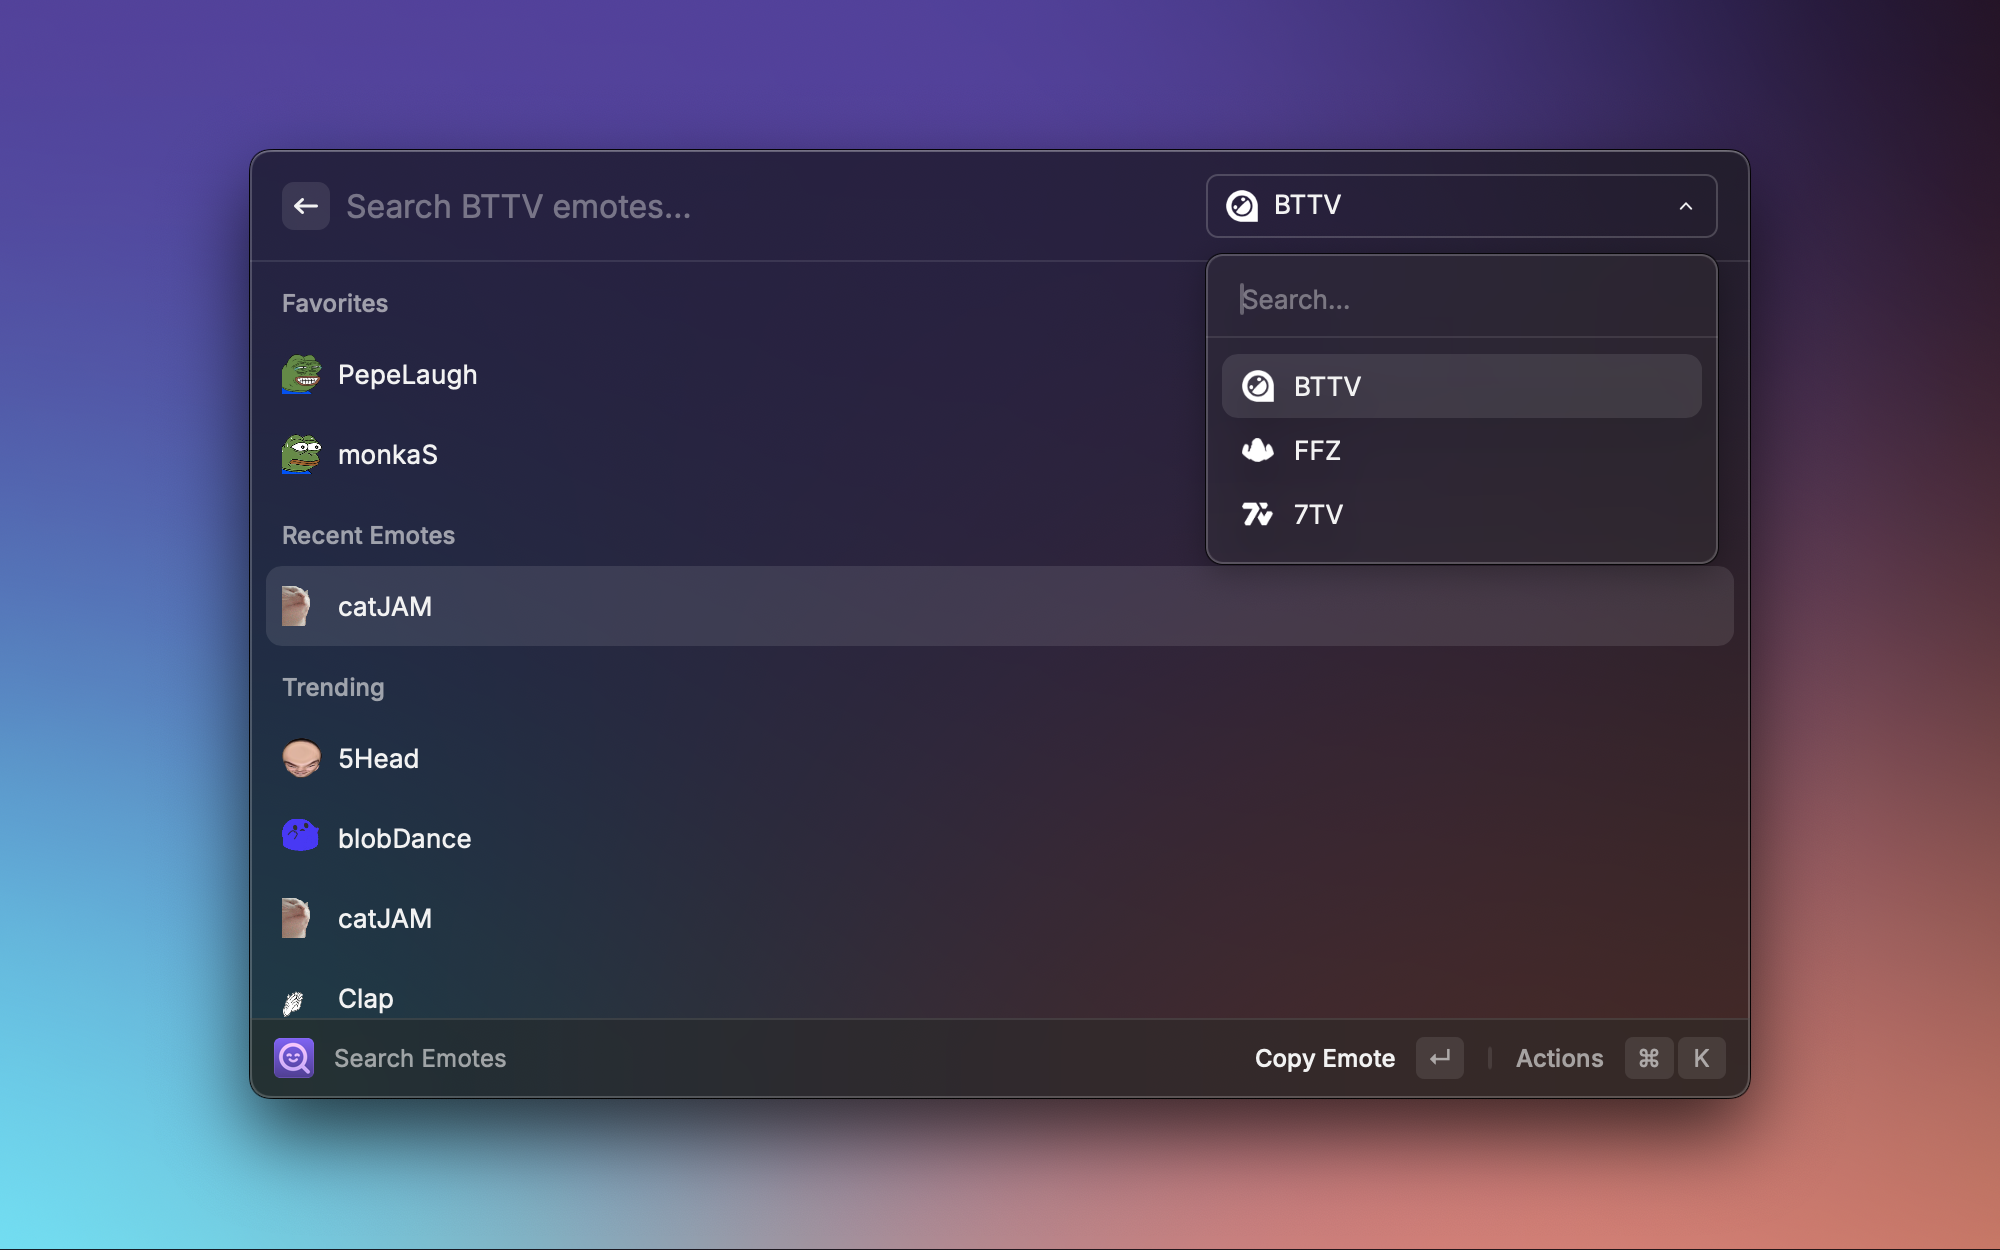 Search BTTV emotes...
BTTV
Search...
BTTV
FFZ
7TV
Favorites
PepeLaugh
monkaS
Recent Emotes
catJAM
Trending
5Head
blobDance
catJAM
Clap
Search Emotes
Copy Emote ↵
Actions ⌘ K